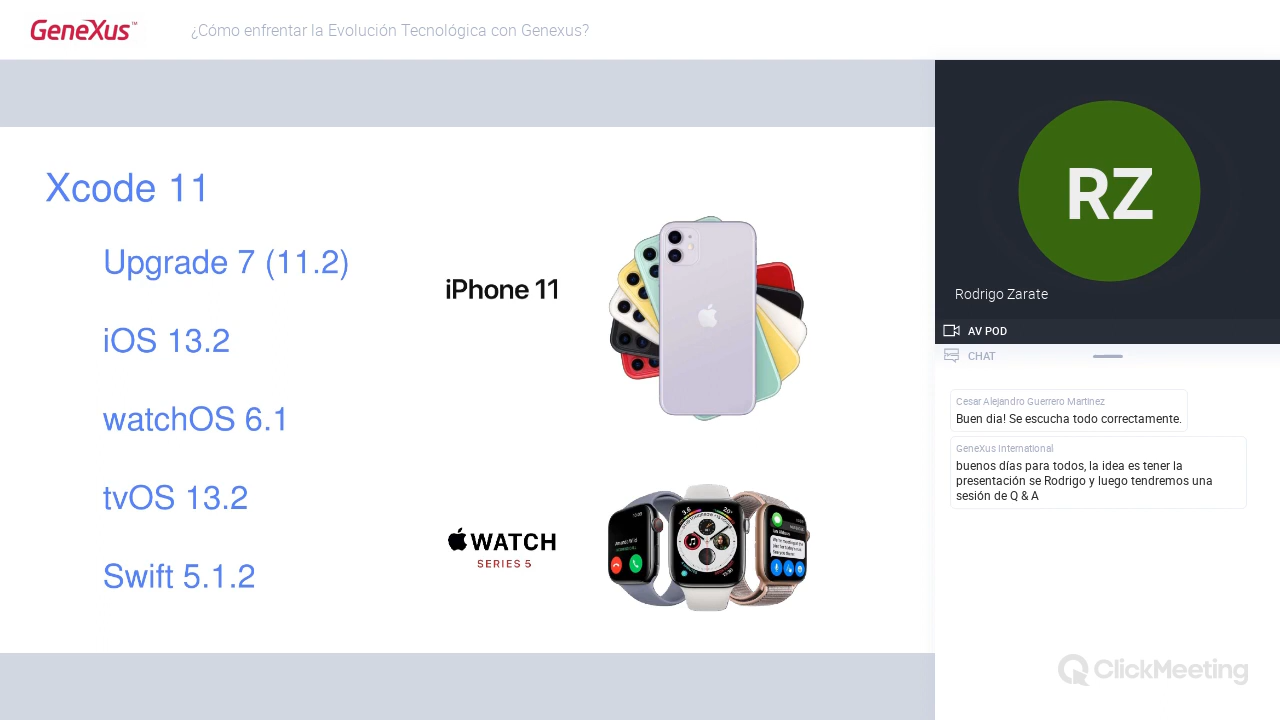 GeneXus™
¿Cómo enfrentar la Evolución Tecnológica con Genexus?
Xcode 11
Upgrade 7 (11.2)
iOS 13.2
watchOS 6.1
tvOS 13.2
Swift 5.1.2
iPhone 11
WATCH
SERIES 5
RZ
Rodrigo Zarate
AV POD
CHAT
Cesar Alejandro Guerrero Martinez
Buen dia! Se escucha todo correctamente.
GeneXus International
buenos días para todos, la idea es tener la
presentación se Rodrigo y luego tendremos una
sesión de Q & A
ClickMeeting